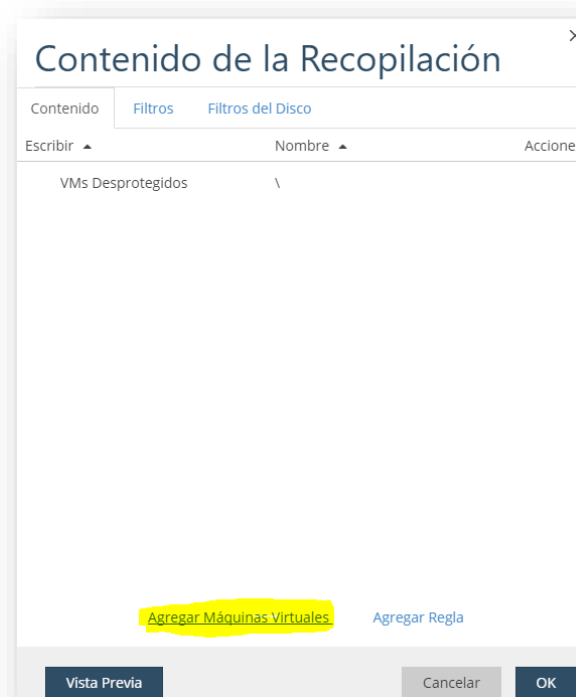 Contenido de la Recopilación
Contenido Filtros Filtros del Disco
Escribir Nombre Accione
VMs Desprotegidos \
Agregar Máquinas Virtuales Agregar Regla
Vista Previa Cancelar OK